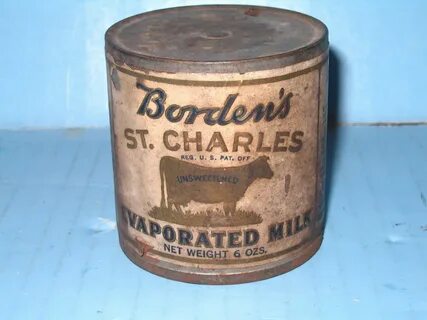 Borden's
ST. CHARLES
REG. U. S. PAT. OFF
UNSWEETENED
EVAPORATED MILK
NET WEIGHT 6 OZS.